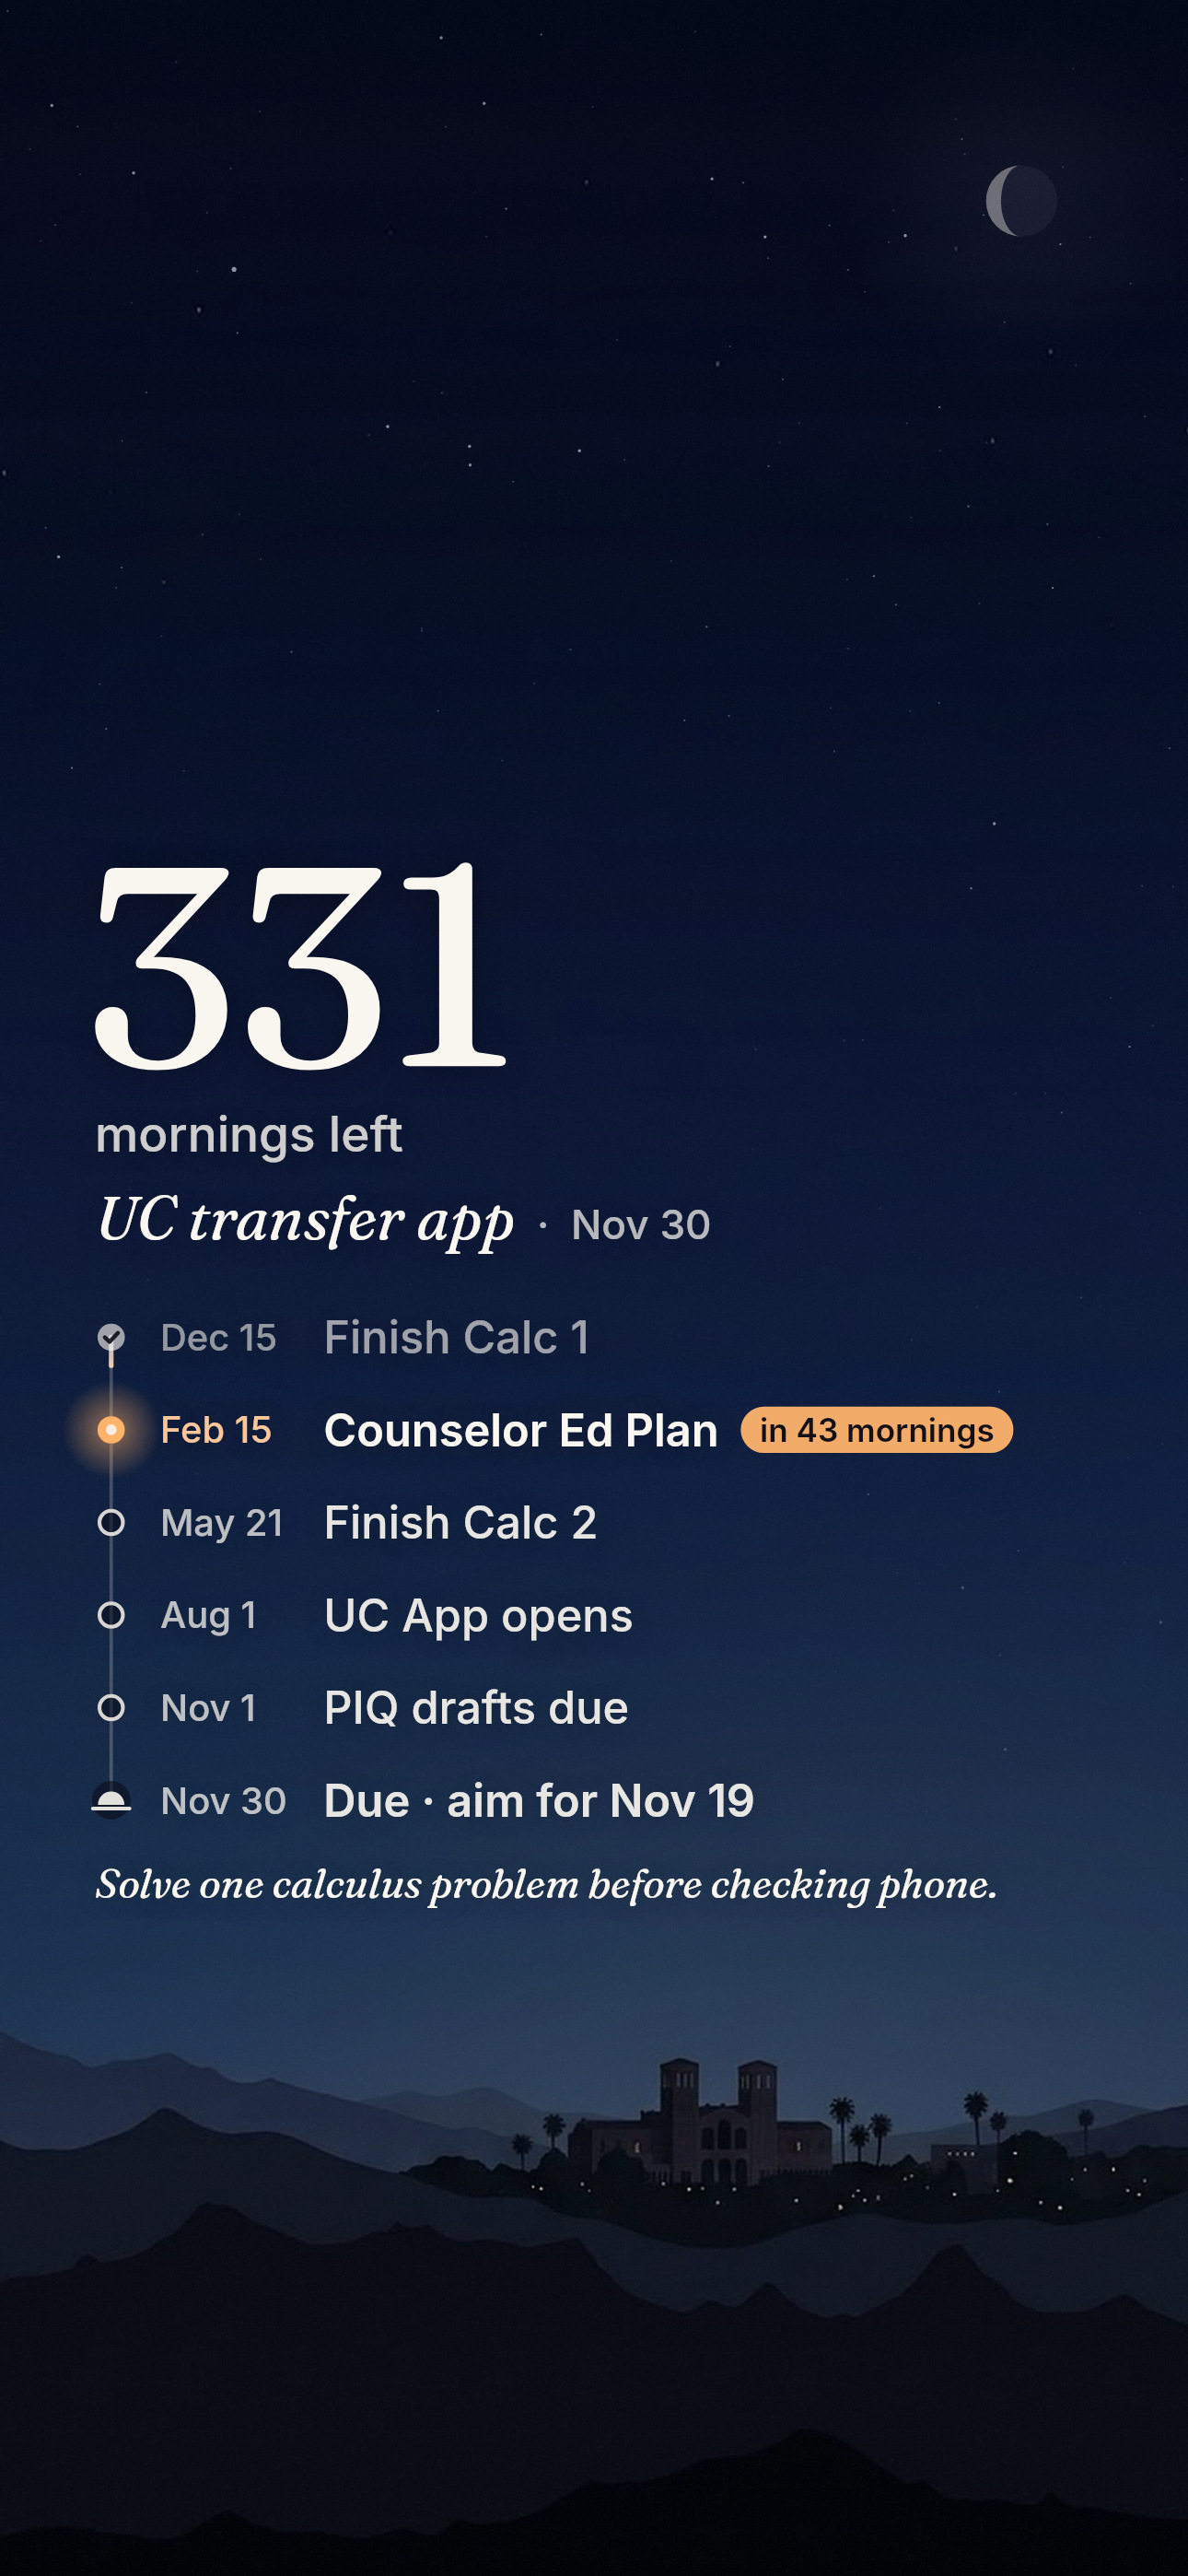 331
mornings left
UC transfer app · Nov 30
Dec 15 Finish Calc 1
Feb 15 Counselor Ed Plan in 43 mornings
May 21 Finish Calc 2
Aug 1 UC App opens
Nov 1 PIQ drafts due
Nov 30 Due · aim for Nov 19
Solve one calculus problem before checking phone.